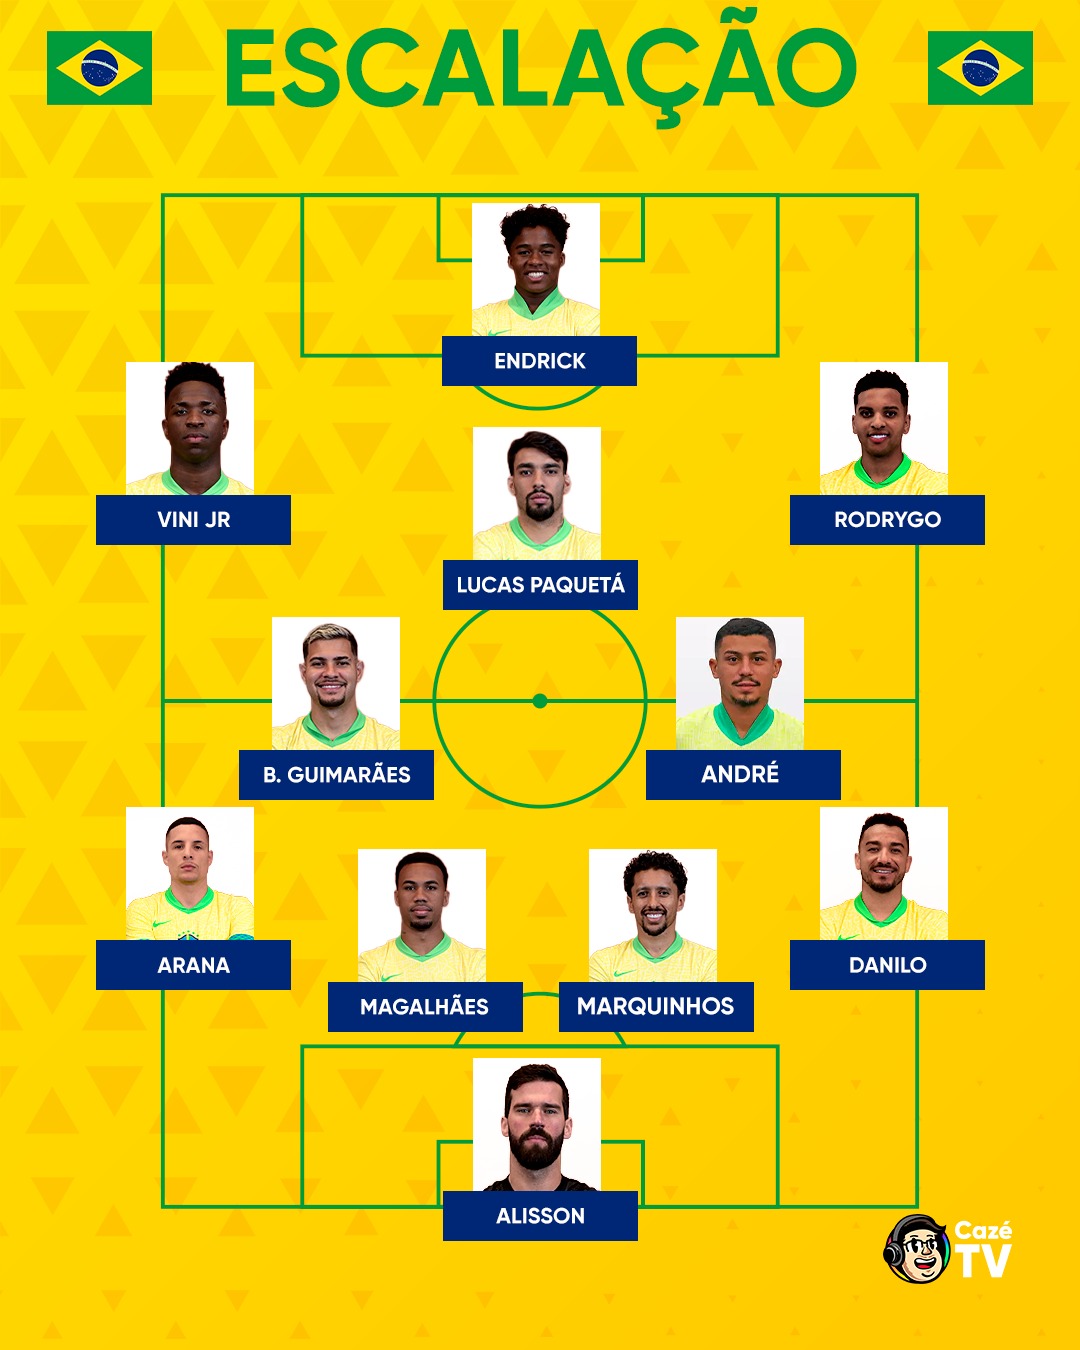 ESCALAÇÃO
ENDRICK
VINI JR
RODRYGO
LUCAS PAQUETÁ
B. GUIMARÃES
ANDRÉ
ARANA
DANILO
MAGALHÃES
MARQUINHOS
ALISSON
Cazé
TV